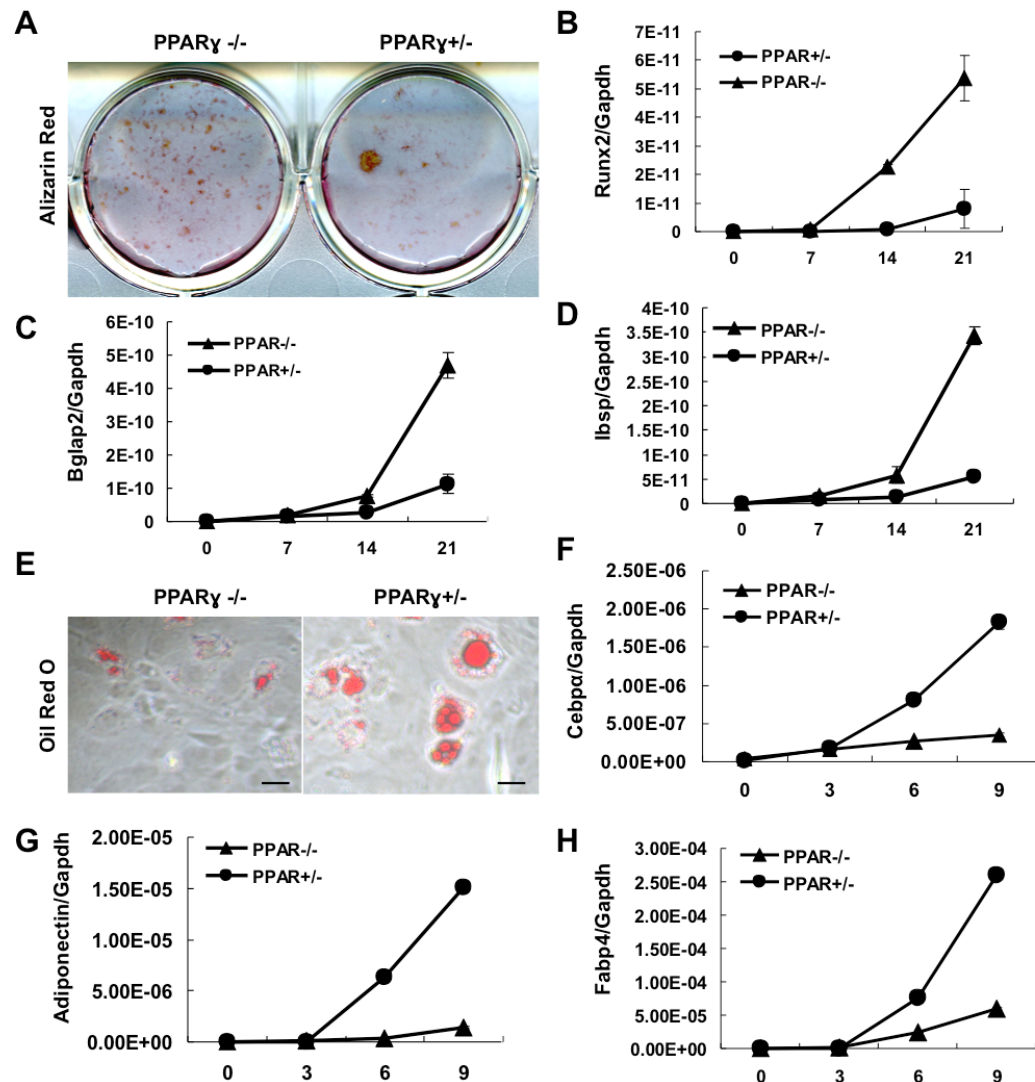 A
PPARɣ -/-
PPARɣ+/-
Alizarin Red
B
7E-11
6E-11
5E-11
4E-11
3E-11
2E-11
1E-11
0
Runx2/Gapdh
PPAR+/-
PPAR-/-
0 7 14 21
C
6E-10
5E-10
4E-10
3E-10
2E-10
1E-10
0
Bglap2/Gapdh
PPAR-/-
PPAR+/-
0 7 14 21
D
4E-10
3.5E-10
3E-10
2.5E-10
2E-10
1.5E-10
1E-10
5E-11
0
Ibsp/Gapdh
PPAR-/-
PPAR+/-
0 7 14 21
E
PPARɣ -/-
PPARɣ+/-
Oil Red O
F
2.50E-06
2.00E-06
1.50E-06
1.00E-06
5.00E-07
0.00E+00
Cebpα/Gapdh
PPAR-/-
PPAR+/-
0 3 6 9
G
2.00E-05
1.50E-05
1.00E-05
5.00E-06
0.00E+00
Adiponectin/Gapdh
PPAR-/-
PPAR+/-
0 3 6 9
H
3.00E-04
2.50E-04
2.00E-04
1.50E-04
1.00E-04
5.00E-05
0.00E+00
Fabp4/Gapdh
PPAR-/-
PPAR+/-
0 3 6 9